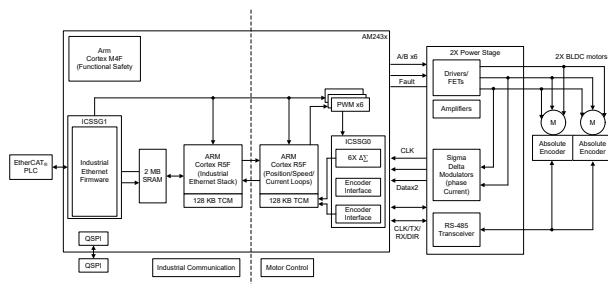 AM243x
Arm
Cortex M4F
(Functional Safety
ICSSG1
Industrial
Ethernet
Firmware
EtherCAT®
PLC
2 MB
SRAM
ARM
Cortex R5F
(Industrial
Ethernet Stack)
128 KB TCM
ARM
Cortex R5F
(Position/Speed/
Current Loops)
128 KB TCM
PWM x6
ICSSG0
6X ΔΣ
Encoder
Interface
Encoder
Interface
QSPI
QSPI
Industrial Communication
Motor Control
A/B x6
Fault
CLK
Datax2
CLK/TX/
RX/DIR
2X Power Stage
Drivers/
FETs
Amplifiers
Sigma
Delta
Modulators
(phase
Current)
RS-485
Transceiver
2X BLDC motors
M
M
Absolute
Encoder
Absolute
Encoder